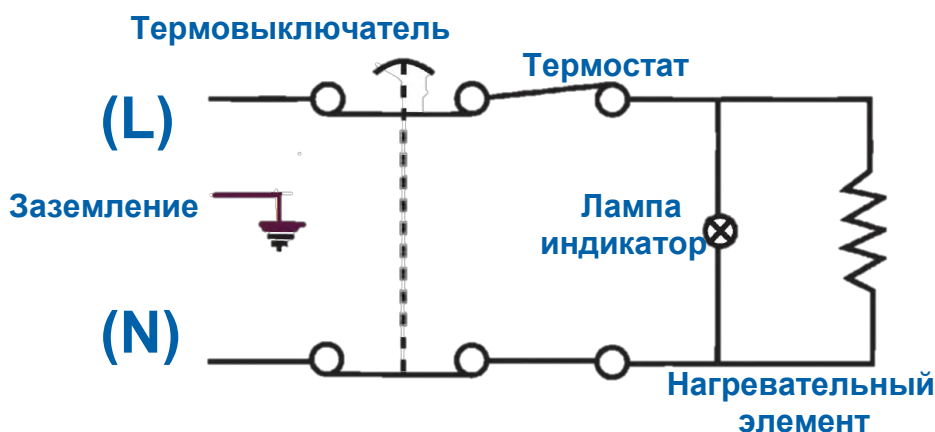 Термовыключатель
Термостат
(L)
Заземление
Лампа
индикатор
(N)
Нагревательный
элемент